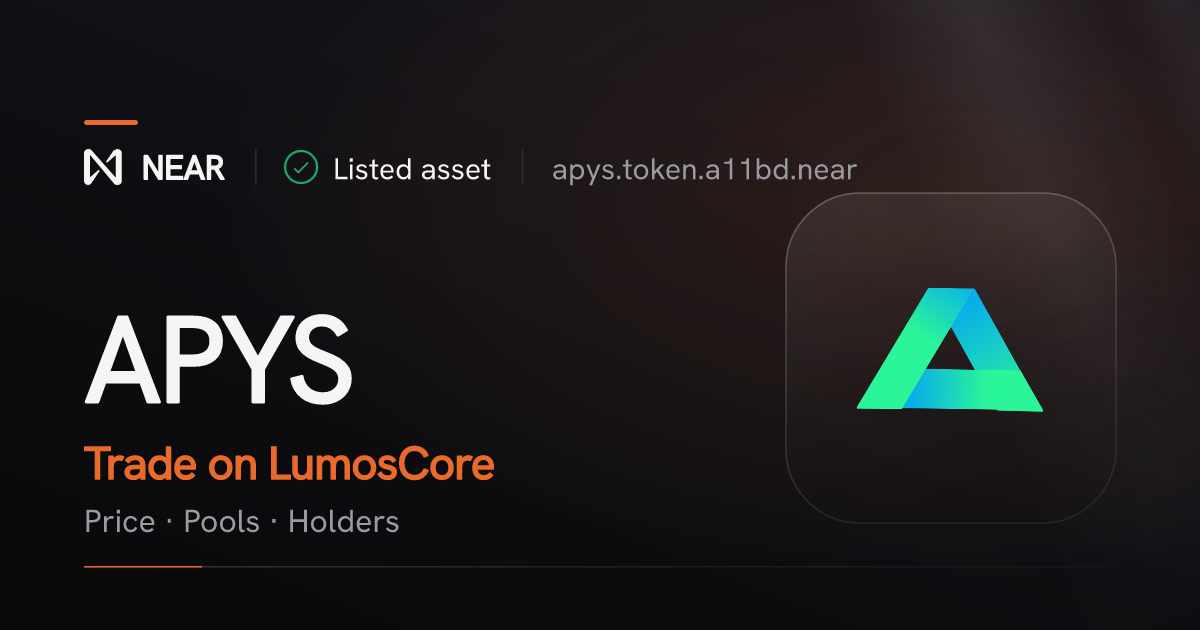 NEAR Listed asset apys.token.a11bd.near
APYS
Trade on LumosCore
Price · Pools · Holders